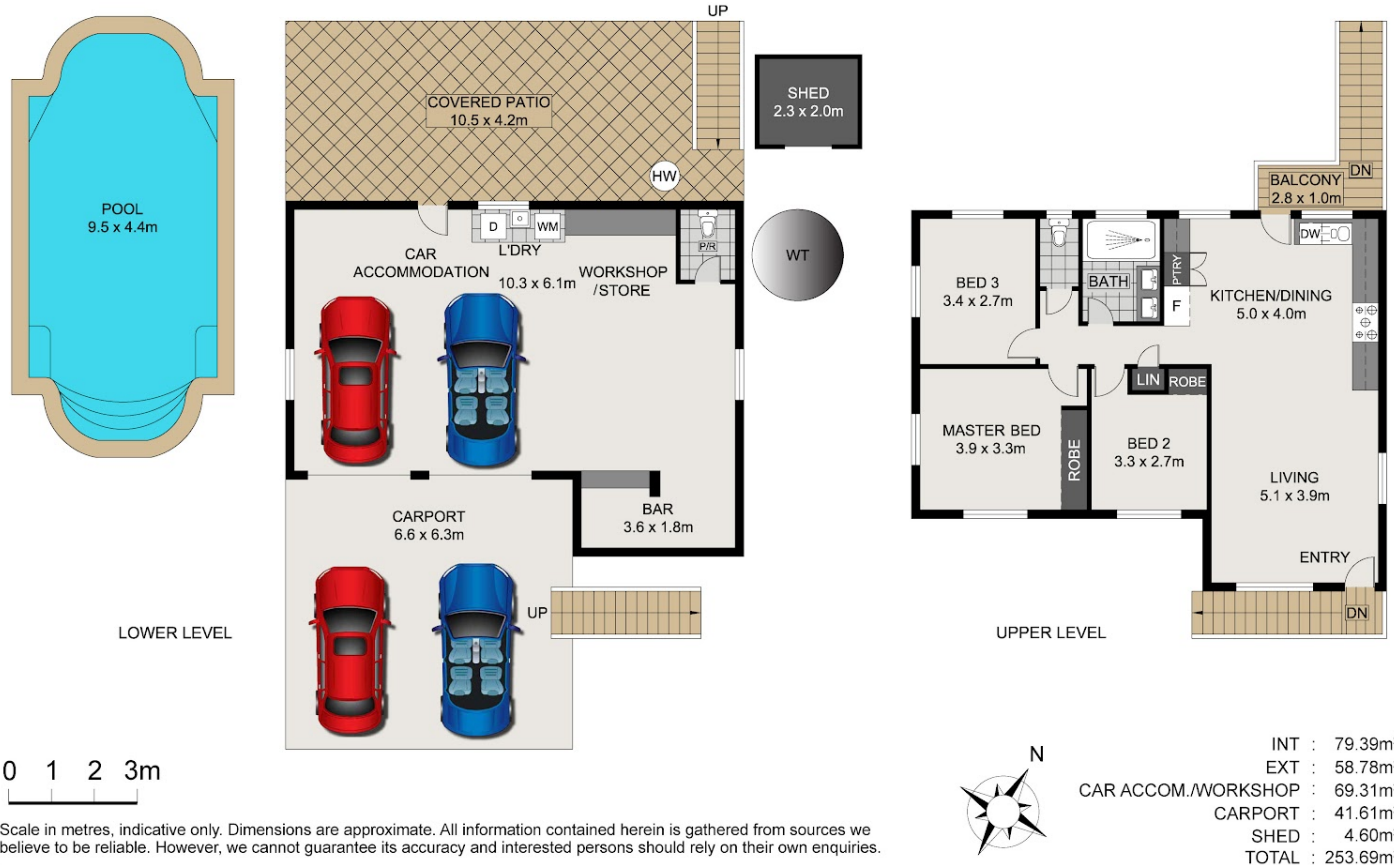 UP
COVERED PATIO
10.5 x 4.2m
SHED
2.3 x 2.0m
POOL
9.5 x 4.4m
HW
D
WM
L'DRY
P/R
CAR
ACCOMMODATION
10.3 x 6.1m
WORKSHOP
/STORE
WT
CARPORT
6.6 x 6.3m
BAR
3.6 x 1.8m
UP
LOWER LEVEL
DN
BALCONY
2.8 x 1.0m
DW
BED 3
3.4 x 2.7m
BATH
PTRY
F
KITCHEN/DINING
5.0 x 4.0m
LIN
ROBE
MASTER BED
3.9 x 3.3m
ROBE
BED 2
3.3 x 2.7m
LIVING
5.1 x 3.9m
ENTRY
DN
UPPER LEVEL
0 1 2 3m
N
INT : 79.39m
EXT : 58.78m
CAR ACCOM./WORKSHOP : 69.31m
CARPORT : 41.61m
SHED : 4.60m
TOTAL : 253.69m
Scale in metres, indicative only. Dimensions are approximate. All information contained herein is gathered from sources we
believe to be reliable. However, we cannot guarantee its accuracy and interested persons should rely on their own enquiries.